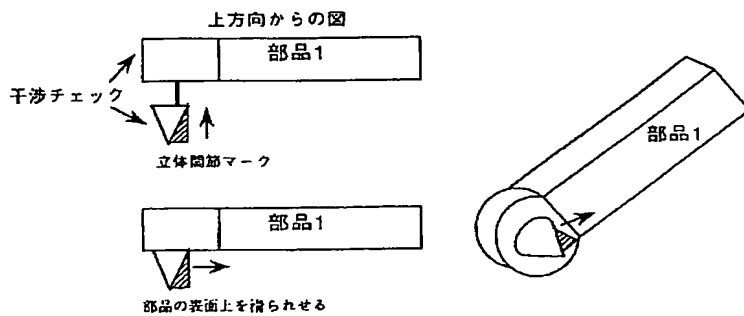 上方向からの図
部品1
干渉チェック
立体関節マーク
部品1
部品1
部品の表面上を滑られせる